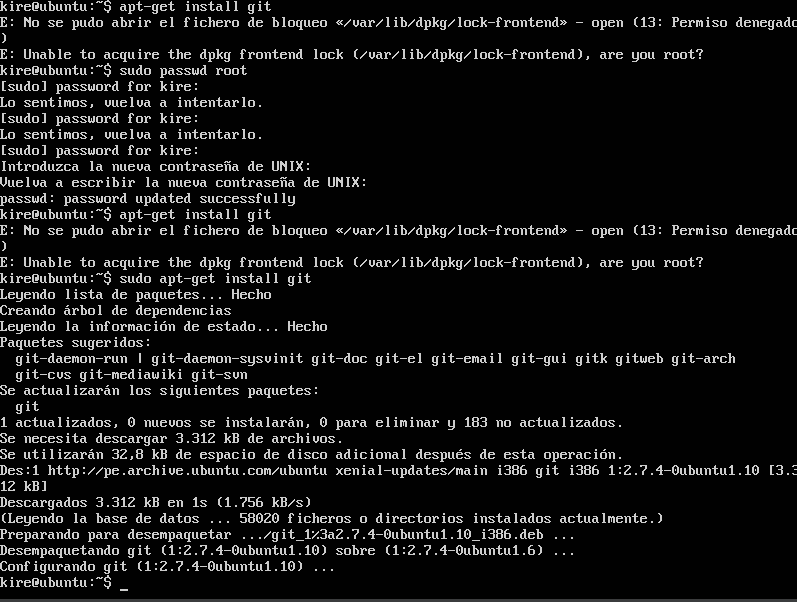 kire@ubuntu:~$ apt-get install git
E: No se pudo abrir el fichero de bloqueo «/var/lib/dpkg/lock-frontend» - open (13: Permiso denegado
)
E: Unable to acquire the dpkg frontend lock (/var/lib/dpkg/lock-frontend), are you root?
kire@ubuntu:~$ sudo passwd root
[sudo] password for kire:
Lo sentimos, vuelva a intentarlo.
[sudo] password for kire:
Lo sentimos, vuelva a intentarlo.
[sudo] password for kire:
Introduzca la nueva contraseña de UNIX:
Vuelva a escribir la nueva contraseña de UNIX:
passwd: password updated successfully
kire@ubuntu:~$ apt-get install git
E: No se pudo abrir el fichero de bloqueo «/var/lib/dpkg/lock-frontend» - open (13: Permiso denegado
)
E: Unable to acquire the dpkg frontend lock (/var/lib/dpkg/lock-frontend), are you root?
kire@ubuntu:~$ sudo apt-get install git
Leyendo lista de paquetes... Hecho
Creando árbol de dependencias
Leyendo la información de estado... Hecho
Paquetes sugeridos:
  git-daemon-run | git-daemon-sysvinit git-doc git-el git-email git-gui gitk gitweb git-arch
  git-cvs git-mediawiki git-svn
Se actualizarán los siguientes paquetes:
  git
1 actualizados, 0 nuevos se instalarán, 0 para eliminar y 183 no actualizados.
Se necesita descargar 3.312 kB de archivos.
Se utilizarán 32,8 kB de espacio de disco adicional después de esta operación.
Des:1 http://pe.archive.ubuntu.com/ubuntu xenial-updates/main i386 git i386 1:2.7.4-0ubuntu1.10 [3.3
12 kB]
Descargados 3.312 kB en 1s (1.756 kB/s)
(Leyendo la base de datos ... 58020 ficheros o directorios instalados actualmente.)
Preparando para desempaquetar .../git_1%3a2.7.4-0ubuntu1.10_i386.deb ...
Desempaquetando git (1:2.7.4-0ubuntu1.10) sobre (1:2.7.4-0ubuntu1.6) ...
Configurando git (1:2.7.4-0ubuntu1.10) ...
kire@ubuntu:~$ _